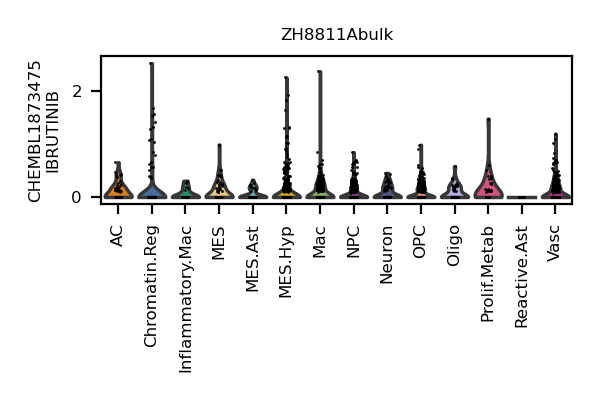 ZH8811Abulk
CHEMBL1873475
IBRUTINIB
2
0
AC
Chromatin.Reg
Inflammatory.Mac
MES
MES.Ast
MES.Hyp
Mac
NPC
Neuron
OPC
Oligo
Prolif.Metab
Reactive.Ast
Vasc